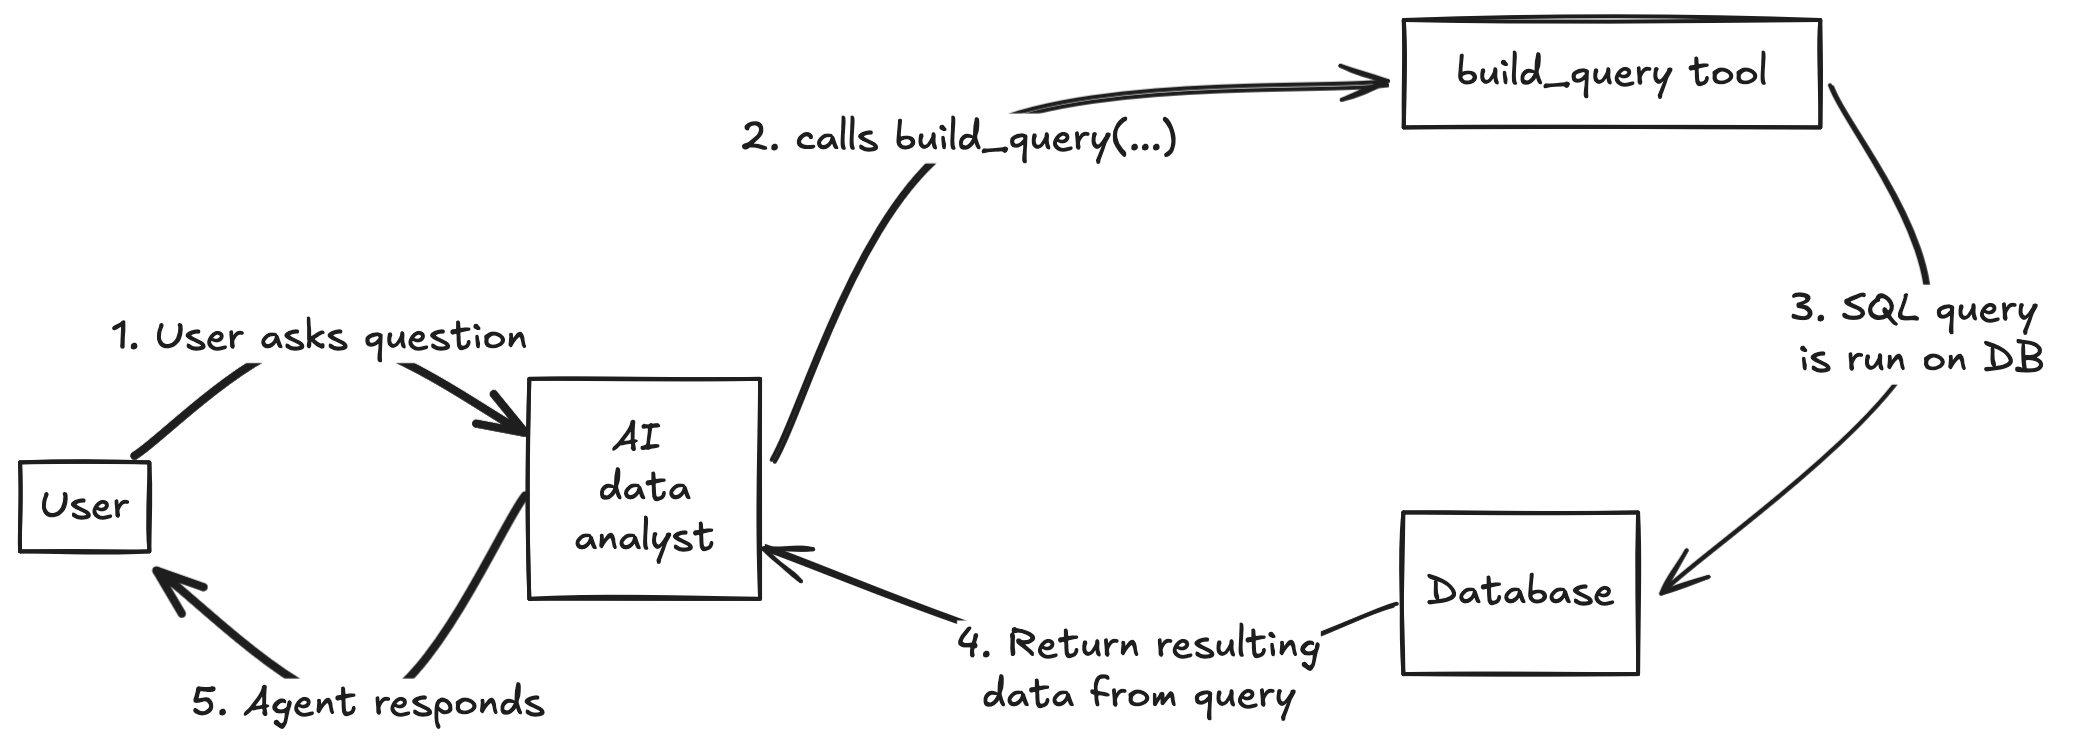 build_query tool
2. calls build_query(...)
3. SQL query
is run on DB
1. User asks question
AI
data
analyst
User
Database
4. Return resulting
data from query
5. Agent responds